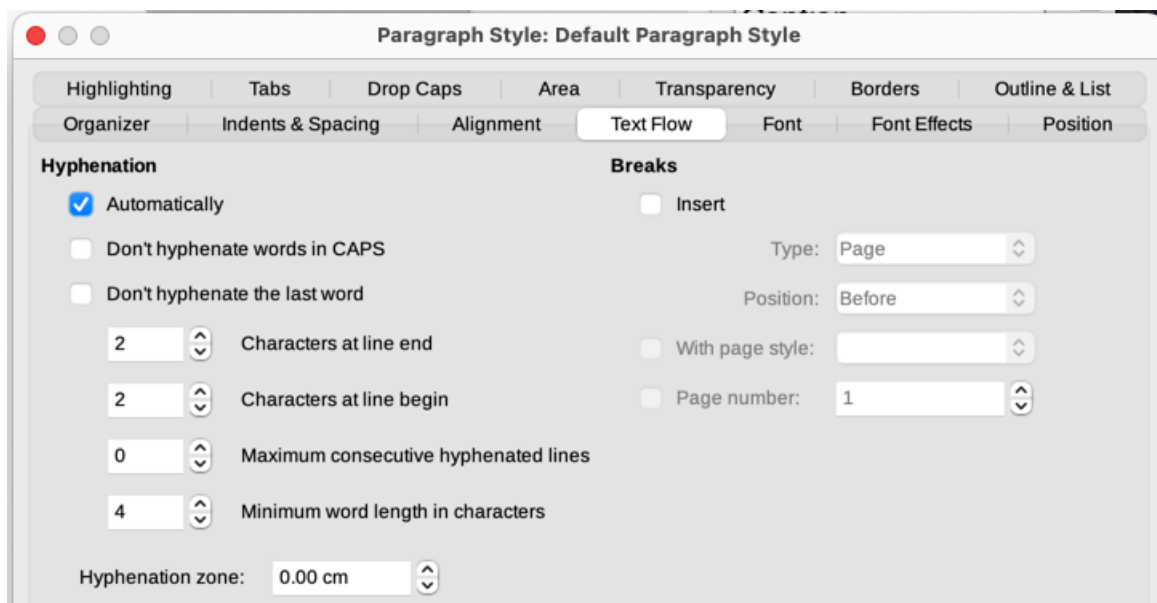 Paragraph Style: Default Paragraph Style
Highlighting Tabs Drop Caps Area Transparency Borders Outline & List
Organizer Indents & Spacing Alignment Text Flow Font Font Effects Position
Hyphenation
Automatically
Don't hyphenate words in CAPS
Don't hyphenate the last word
2 Characters at line end
2 Characters at line begin
0 Maximum consecutive hyphenated lines
4 Minimum word length in characters
Hyphenation zone: 0.00 cm
Breaks
Insert
Type: Page
Position: Before
With page style:
Page number: 1